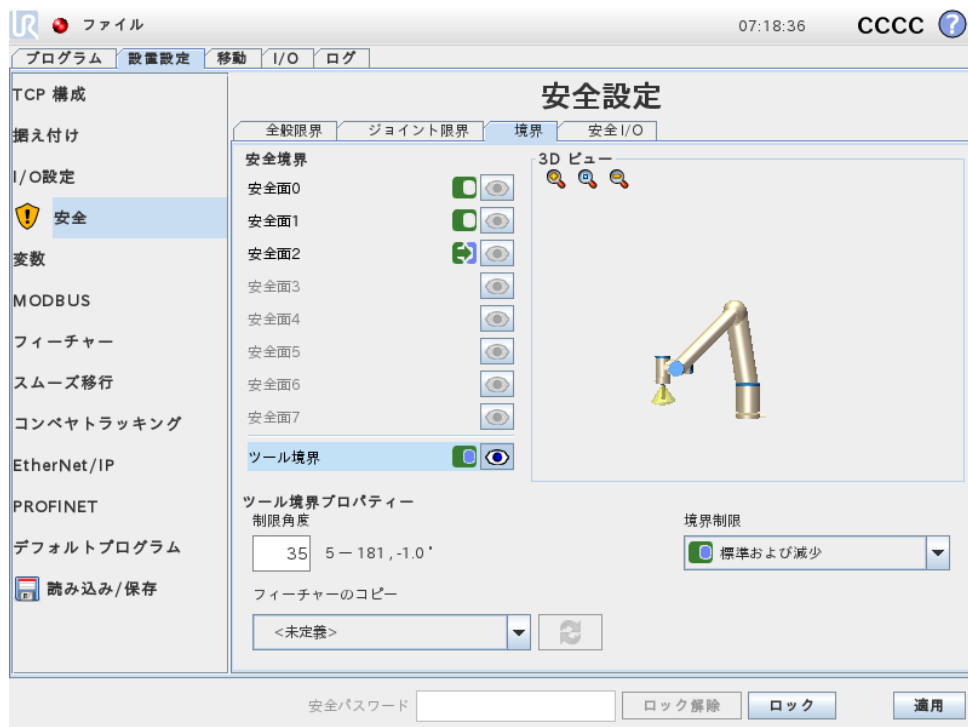 UR ファイル 07:18:36 CCCC ?
プログラム 設置設定 移動 I/O ログ
TCP 構成
据え付け
I/O設定
安全
変数
MODBUS
フィーチャー
スムーズ移行
コンベヤトラッキング
EtherNet/IP
PROFINET
デフォルトプログラム
読み込み/保存
安全設定
全般限界 ジョイント限界 境界 安全I/O
安全境界
安全面0
安全面1
安全面2
安全面3
安全面4
安全面5
安全面6
安全面7
ツール境界
3D ビュー
ツール境界プロパティー
制限角度
35 5 — 181 , -1.0 °
境界制限
標準および減少
フィーチャーのコピー
<未定義>
安全パスワード ロック解除 ロック 適用